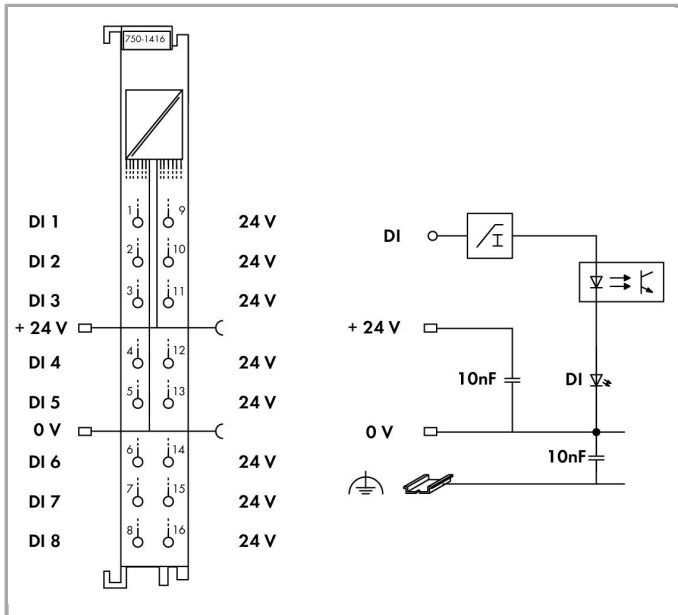 750-1416
DI 1 1 9 24 V
DI 2 2 10 24 V
DI 3 3 11 24 V
+ 24 V
DI 4 4 12 24 V
DI 5 5 13 24 V
0 V
DI 6 6 14 24 V
DI 7 7 15 24 V
DI 8 8 16 24 V
DI
I
+ 24 V
10nF
DI
0 V
10nF